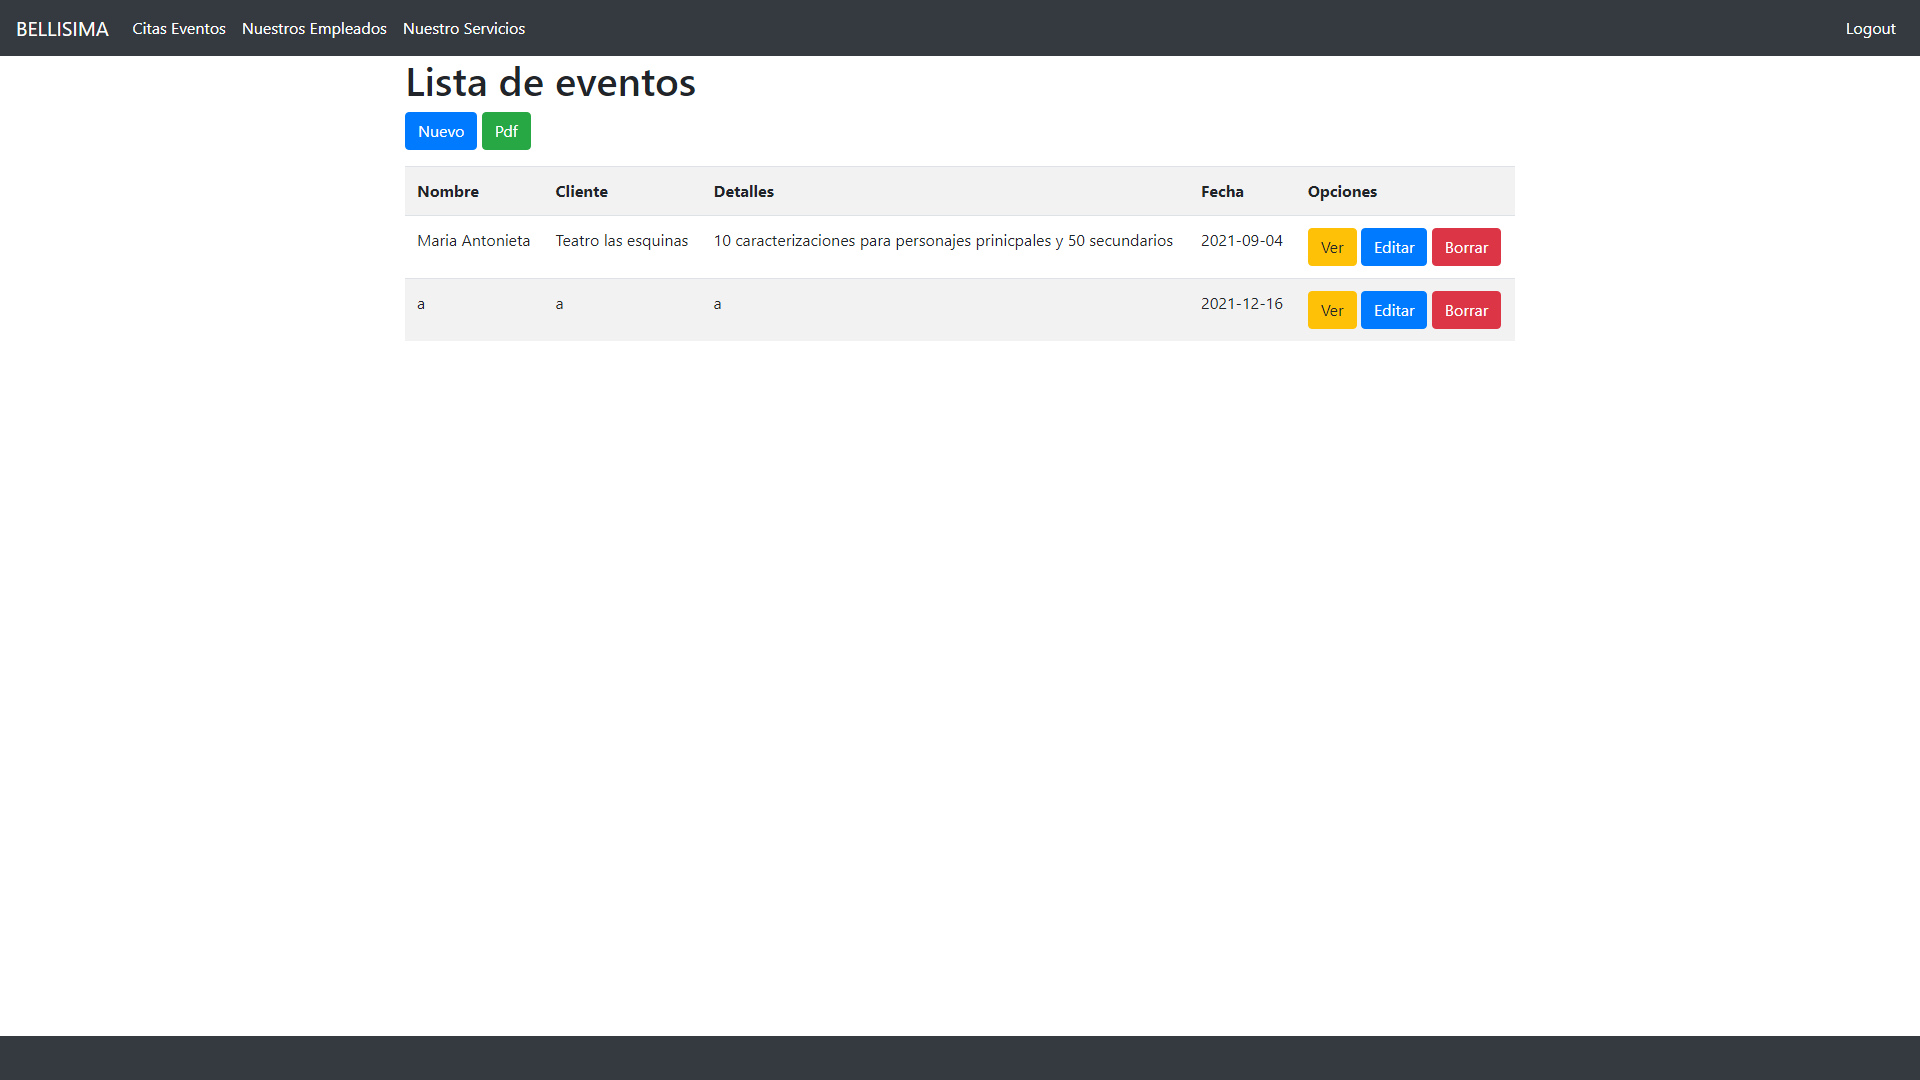 BELLISIMA Citas Eventos Nuestros Empleados Nuestro Servicios Logout
Lista de eventos
Nuevo Pdf
Nombre Cliente Detalles Fecha Opciones
Maria Antonieta Teatro las esquinas 10 caracterizaciones para personajes prinicpales y 50 secundarios 2021-09-04 Ver Editar Borrar
a a a 2021-12-16 Ver Editar Borrar